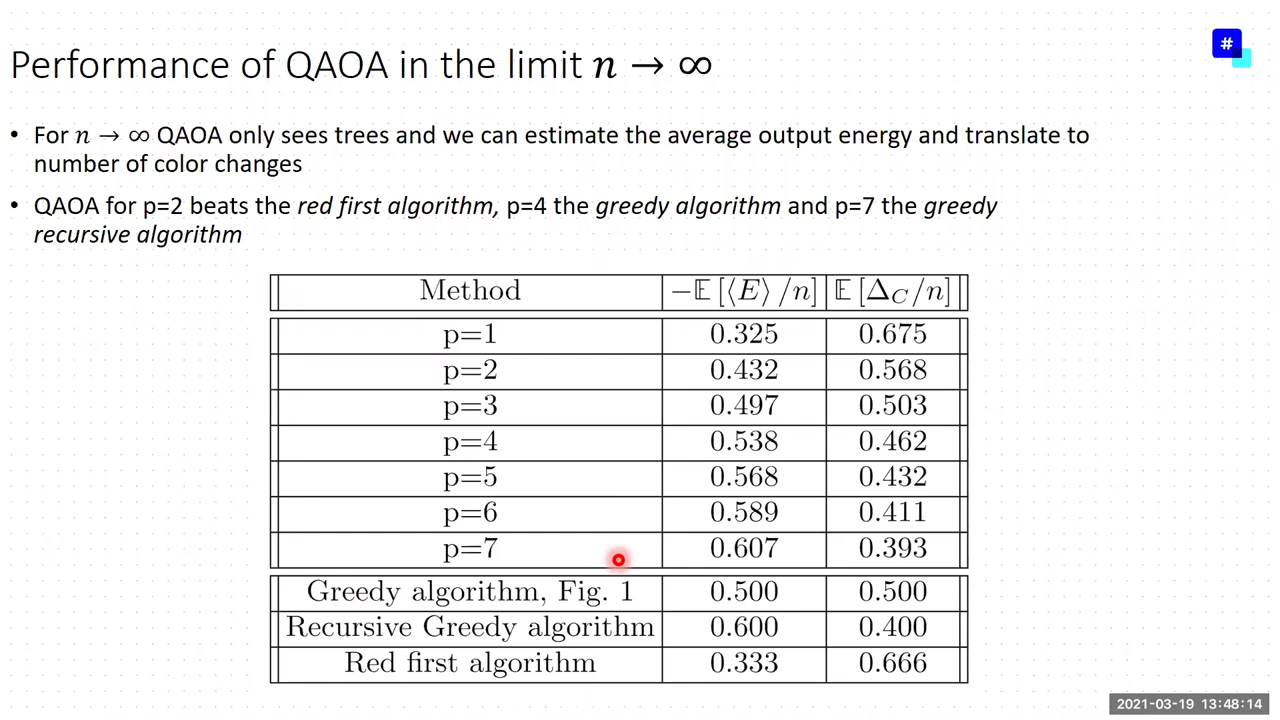 Performance of QAOA in the limit n → ∞
#
• For n → ∞ QAOA only sees trees and we can estimate the average output energy and translate to
number of color changes
• QAOA for p=2 beats the red first algorithm, p=4 the greedy algorithm and p=7 the greedy
recursive algorithm
Method −𝔼 [⟨E⟩ /n] 𝔼 [Δ_C/n]
p=1 0.325 0.675
p=2 0.432 0.568
p=3 0.497 0.503
p=4 0.538 0.462
p=5 0.568 0.432
p=6 0.589 0.411
p=7 0.607 0.393
Greedy algorithm, Fig. 1 0.500 0.500
Recursive Greedy algorithm 0.600 0.400
Red first algorithm 0.333 0.666
2021-03-19 13:48:14